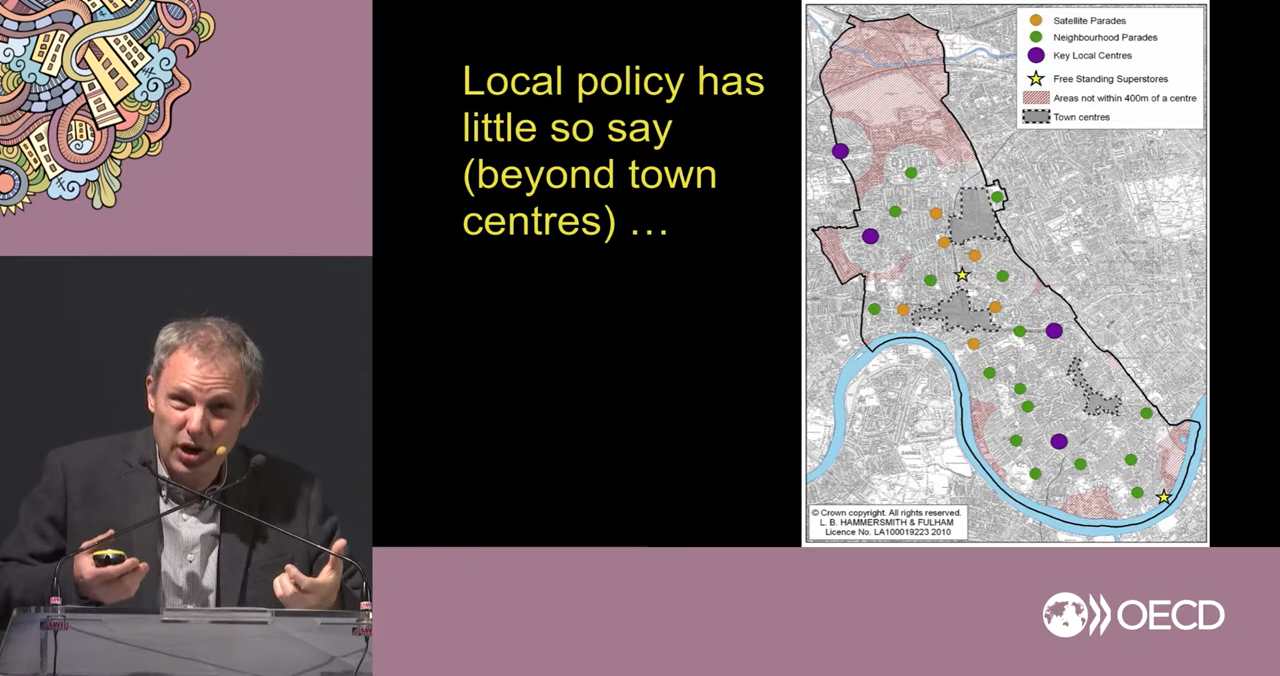 Local policy has
little so say
(beyond town
centres) …
Satellite Parades
Neighbourhood Parades
Key Local Centres
Free Standing Superstores
Areas not within 400m of a centre
Town centres
BARNES
© Crown copyright. All rights reserved.
L. B. HAMMERSMITH & FULHAM
Licence No. LA100019223 2010
OECD